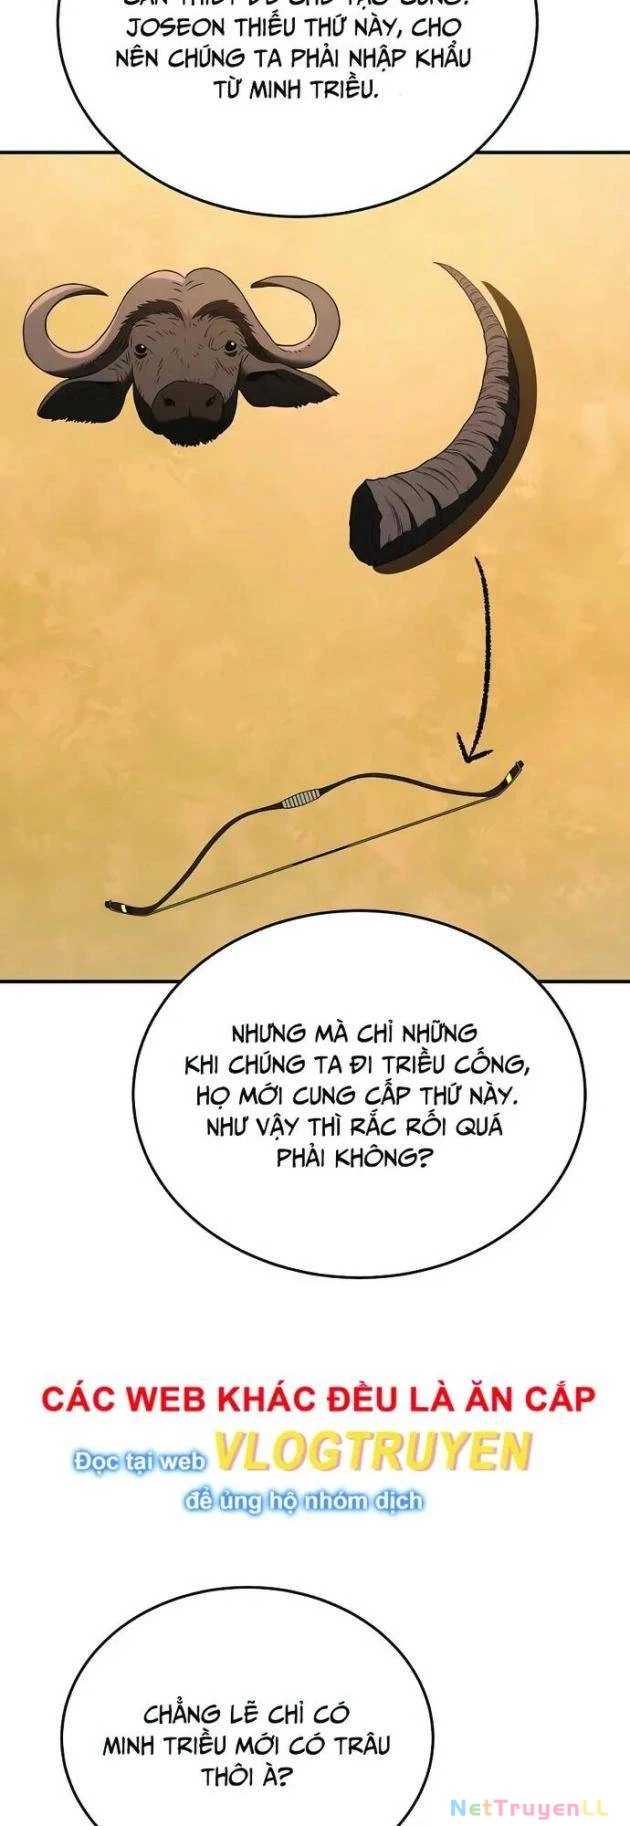 JOSEON THIẾU THỨ NÀY, CHO
NÊN CHÚNG TA PHẢI NHẬP KHẨU
TỪ MINH TRIỀU.
NHƯNG MÀ CHỈ NHỮNG
KHI CHÚNG TA ĐI TRIỀU CỐNG,
HỌ MỚI CUNG CẤP THỨ NÀY.
NHƯ VẬY THÌ RẮC RỐI QUÁ
PHẢI KHÔNG?
CÁC WEB KHÁC ĐỀU LÀ ĂN CẮP
Đọc tại web VLOGTRUYEN
để ủng hộ nhóm dịch
CHẲNG LẼ CHỈ CÓ
MINH TRIỀU MỚI CÓ TRÂU
THÔI À?
NetTruyenLL